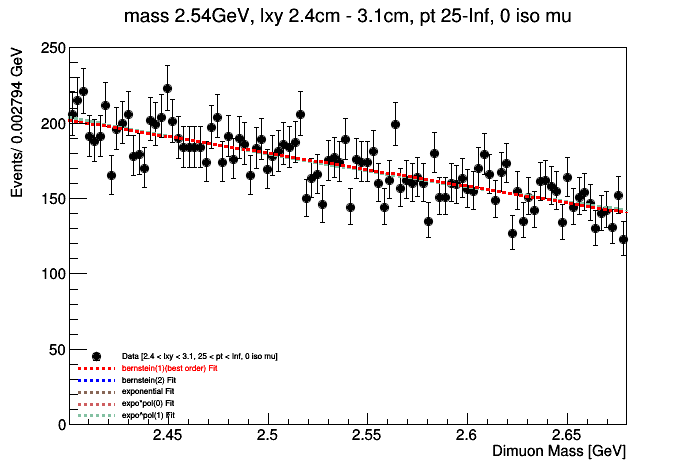 mass 2.54GeV, lxy 2.4cm - 3.1cm, pt 25-Inf, 0 iso mu
Events/ 0.002794 GeV
250
200
150
100
50
0
Data [2.4 < lxy < 3.1, 25 < pt < Inf, 0 iso mu]
bernstein(1)(best order) Fit
bernstein(2) Fit
exponential Fit
expo*pol(0) Fit
expo^pol(1) Fit
2.45 2.5 2.55 2.6 2.65
Dimuon Mass [GeV]